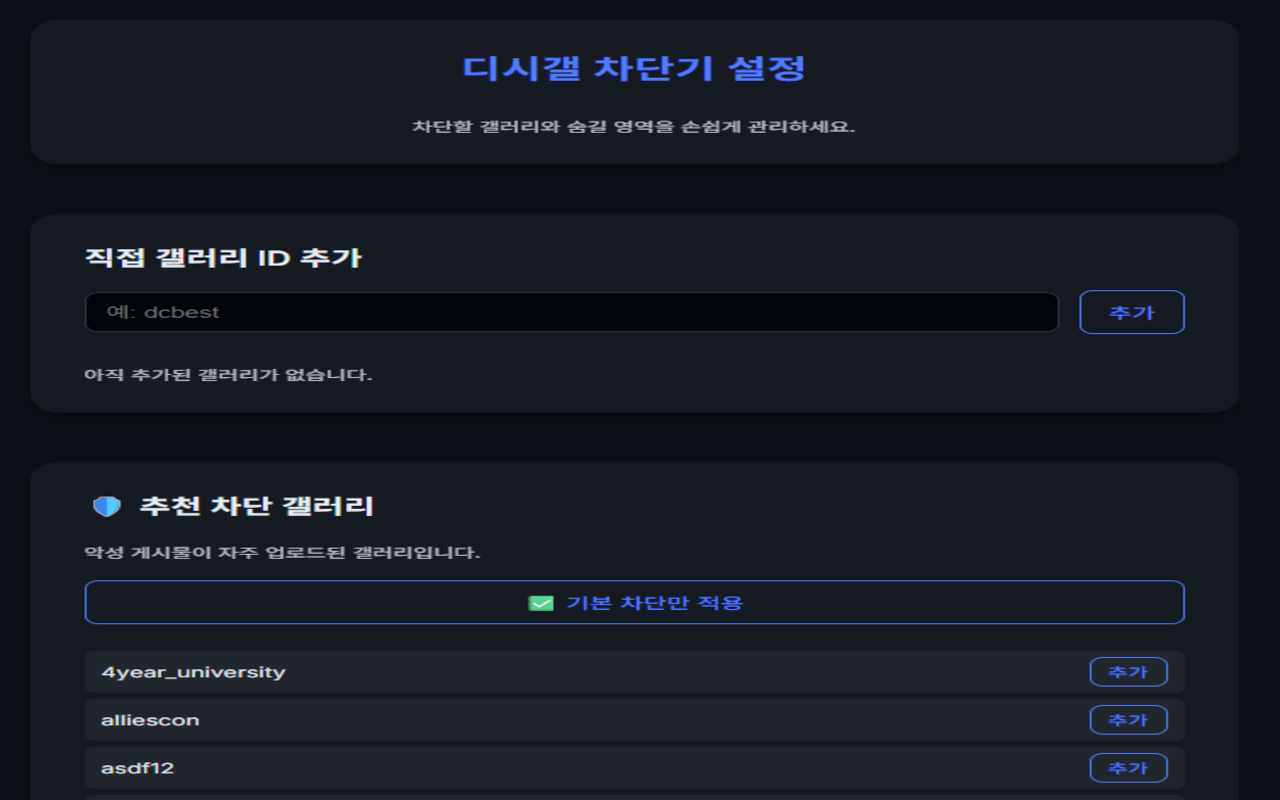 디시갤 차단기 설정
차단할 갤러리와 숨길 영역을 손쉽게 관리하세요.
직접 갤러리 ID 추가
예: dcbest
추가
아직 추가된 갤러리가 없습니다.
추천 차단 갤러리
악성 게시물이 자주 업로드된 갤러리입니다.
기본 차단만 적용
4year_university 추가
alliescon 추가
asdf12 추가